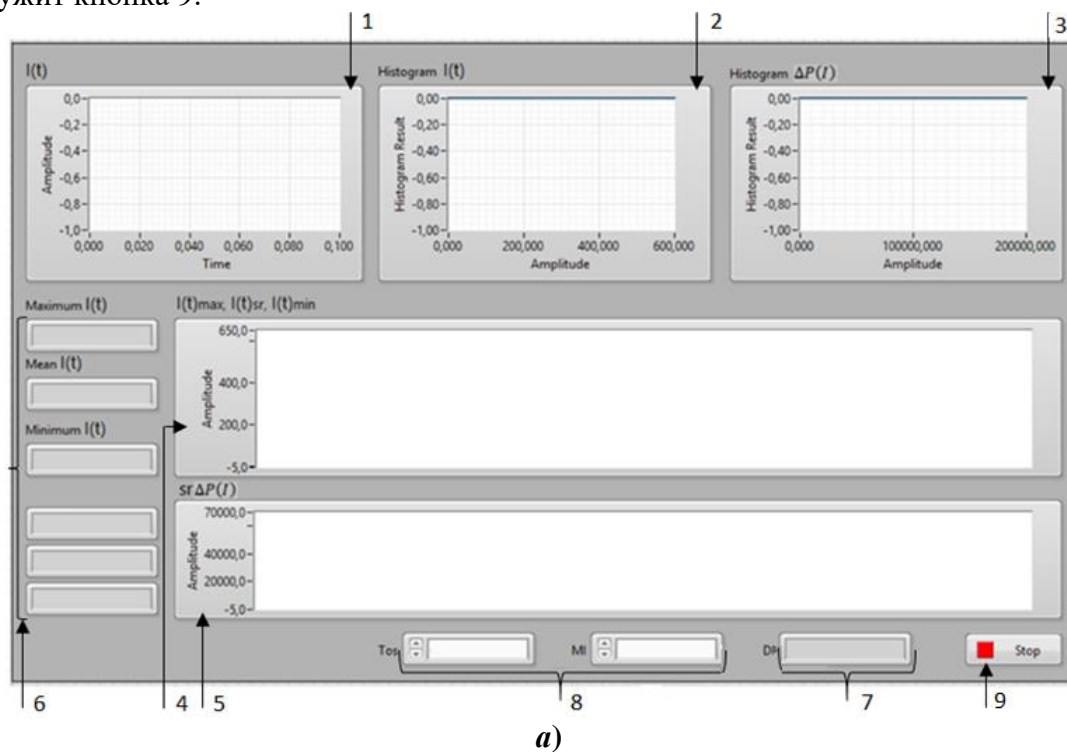 ужит кнопка 9.
1 2 3
I(t)
Amplitude
0,0
-0,2
-0,4
-0,6
-0,8
-1,0
0,000 0,020 0,040 0,060 0,080 0,100
Time
Histogram I(t)
Histogram Result
0,00
-0,20
-0,40
-0,60
-0,80
-1,00
0,000 200,000 400,000 600,000
Amplitude
Histogram ΔP(I)
Histogram Result
0,00
-0,20
-0,40
-0,60
-0,80
-1,00
0,000 100000,000 200000,000
Amplitude
Maximum I(t)
Mean I(t)
Minimum I(t)
I(t)max, I(t)sr, I(t)min
Amplitude
650,0
400,0
200,0
-5,0
sr ΔP(I)
Amplitude
70000,0
40000,0
20000,0
-5,0
Tos MI Stop
6 4 5 8 7 9
а)